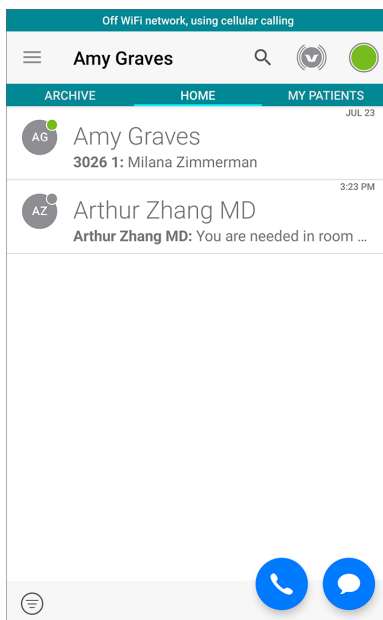 Off WiFi network, using cellular calling
Amy Graves
ARCHIVE HOME MY PATIENTS
JUL 23
AG Amy Graves
3026 1: Milana Zimmerman
3:23 PM
AZ Arthur Zhang MD
Arthur Zhang MD: You are needed in room ...